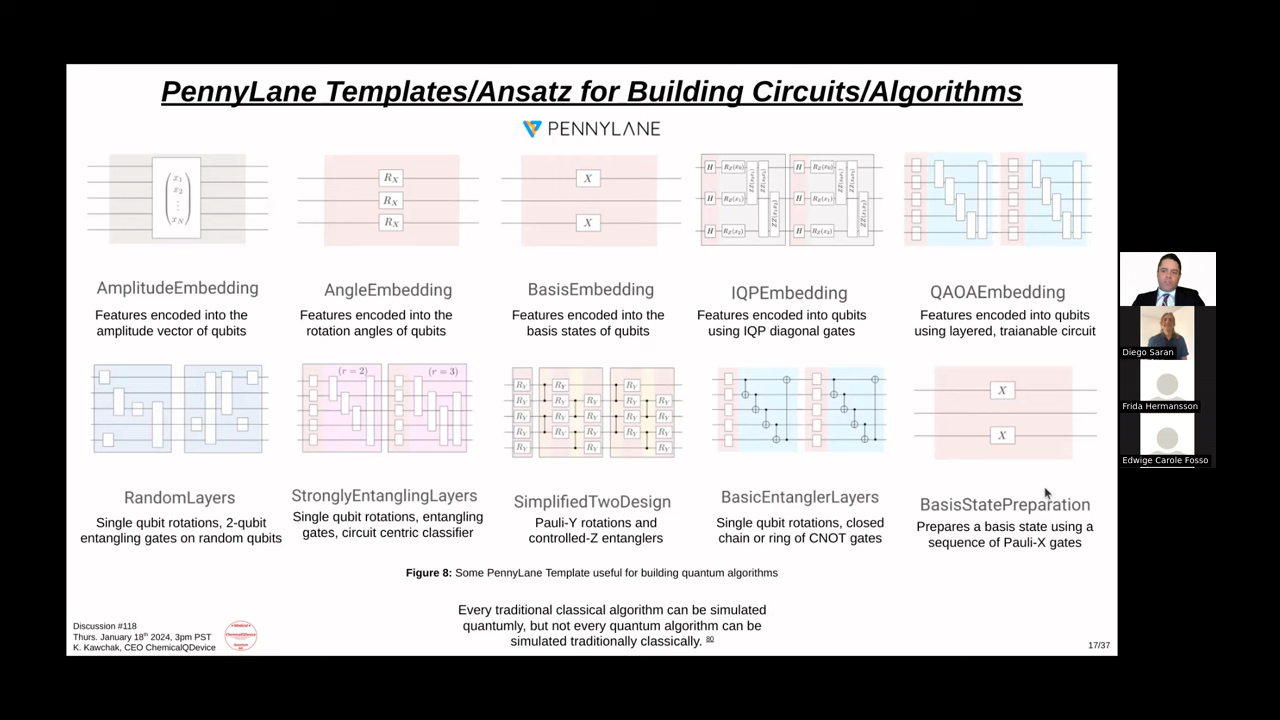 PennyLane Templates/Ansatz for Building Circuits/Algorithms
PENNYLANE
AmplitudeEmbedding
Features encoded into the
amplitude vector of qubits
AngleEmbedding
Features encoded into the
rotation angles of qubits
BasisEmbedding
Features encoded into the
basis states of qubits
IQPEmbedding
Features encoded into qubits
using IQP diagonal gates
QAOAEmbedding
Features encoded into qubits
using layered, traianable circuit
(r = 2) (r = 3)
RandomLayers
Single qubit rotations, 2-qubit
entangling gates on random qubits
StronglyEntanglingLayers
Single qubit rotations, entangling
gates, circuit centric classifier
SimplifiedTwoDesign
Pauli-Y rotations and
controlled-Z entanglers
BasicEntanglerLayers
Single qubit rotations, closed
chain or ring of CNOT gates
BasisStatePreparation
Prepares a basis state using a
sequence of Pauli-X gates
Figure 8: Some PennyLane Template useful for building quantum algorithms
Every traditional classical algorithm can be simulated
quantumly, but not every quantum algorithm can be
simulated traditionally classically. 80
Discussion #118
Thurs. January 18th 2024, 3pm PST
K. Kawchak, CEO ChemicalQDevice
17/37
Diego Saran
Frida Hermansson
Edwige Carole Fosso